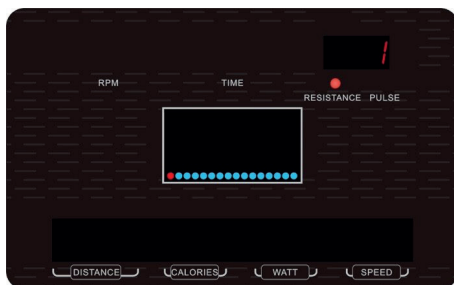 1
RPM TIME
RESISTANCE PULSE
DISTANCE CALORIES WATT SPEED